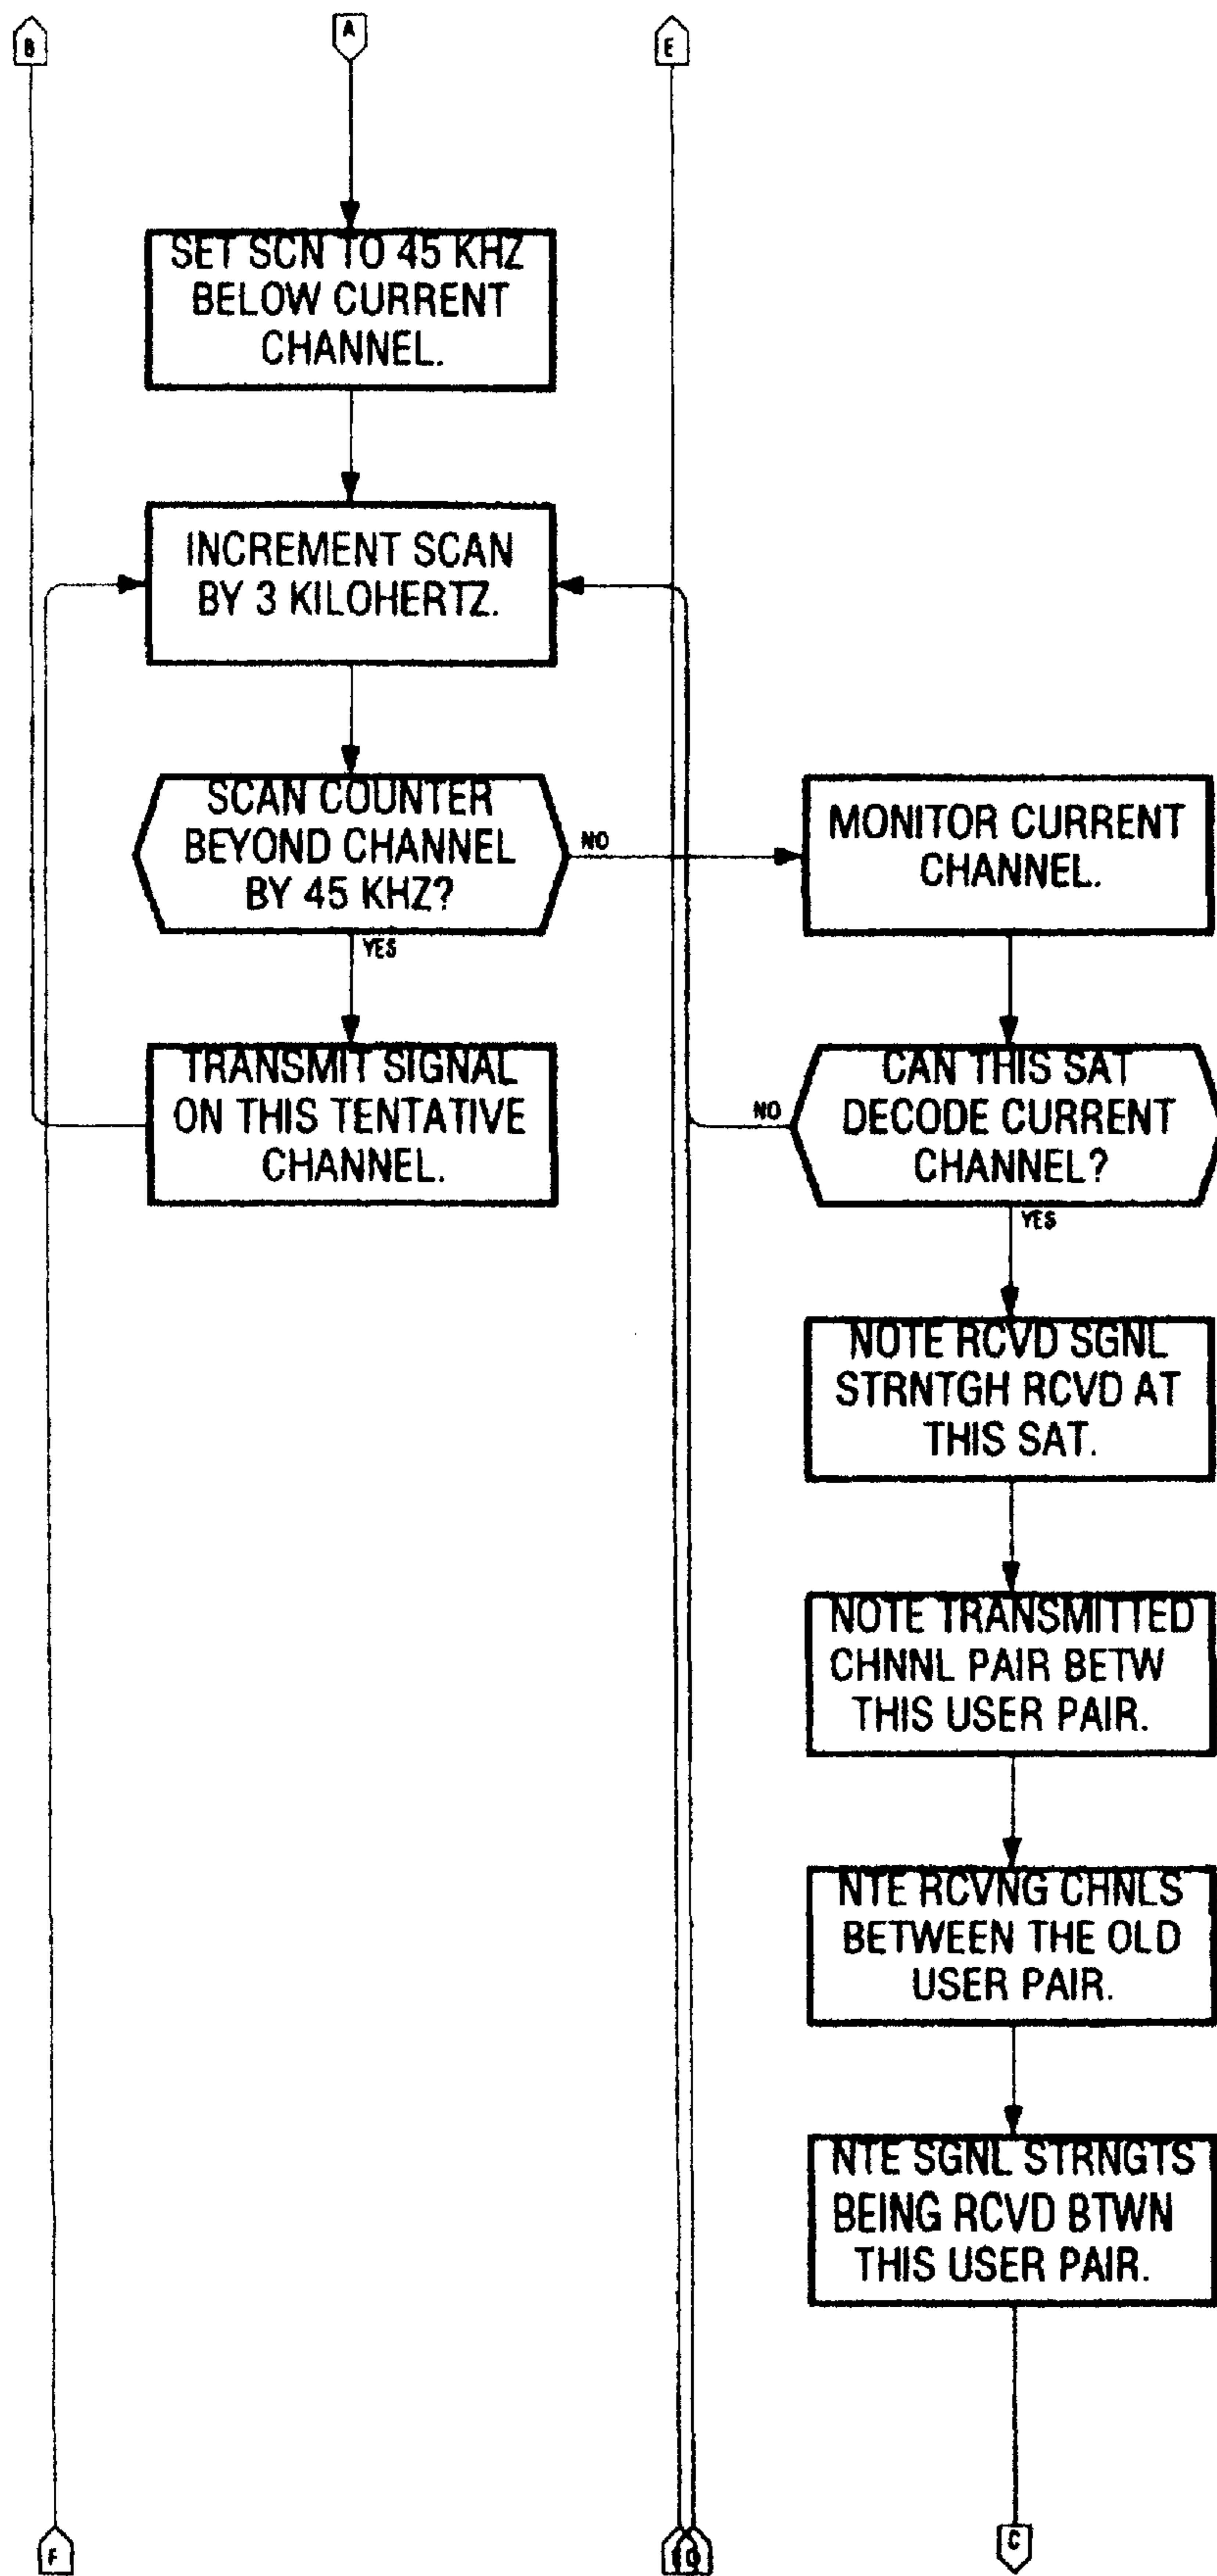 B
A
E
SET SCN TO 45 KHZ
BELOW CURRENT
CHANNEL.
INCREMENT SCAN
BY 3 KILOHERTZ.
SCAN COUNTER
BEYOND CHANNEL
BY 45 KHZ?
NO
YES
MONITOR CURRENT
CHANNEL.
TRANSMIT SIGNAL
ON THIS TENTATIVE
CHANNEL.
NO
CAN THIS SAT
DECODE CURRENT
CHANNEL?
YES
NOTE RCVD SGNL
STRNTGH RCVD AT
THIS SAT.
NOTE TRANSMITTED
CHNNL PAIR BETW
THIS USER PAIR.
NTE RCVNG CHNLS
BETWEEN THE OLD
USER PAIR.
NTE SGNL STRNGTS
BEING RCVD BTWN
THIS USER PAIR.
F
C